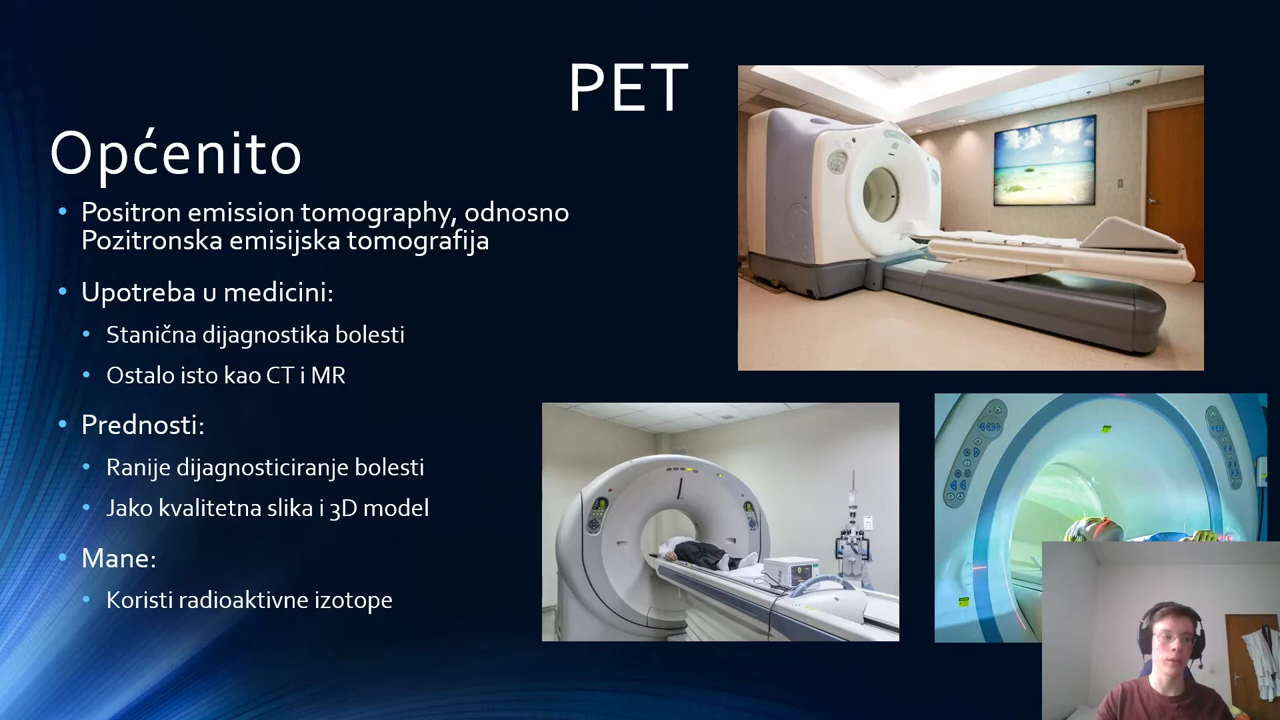 PET
Općenito
Positron emission tomography, odnosno
Pozitronska emisijska tomografija
Upotreba u medicini:
Stanična dijagnostika bolesti
Ostalo isto kao CT i MR
Prednosti:
Ranije dijagnosticiranje bolesti
Jako kvalitetna slika i 3D model
Mane:
Koristi radioaktivne izotope